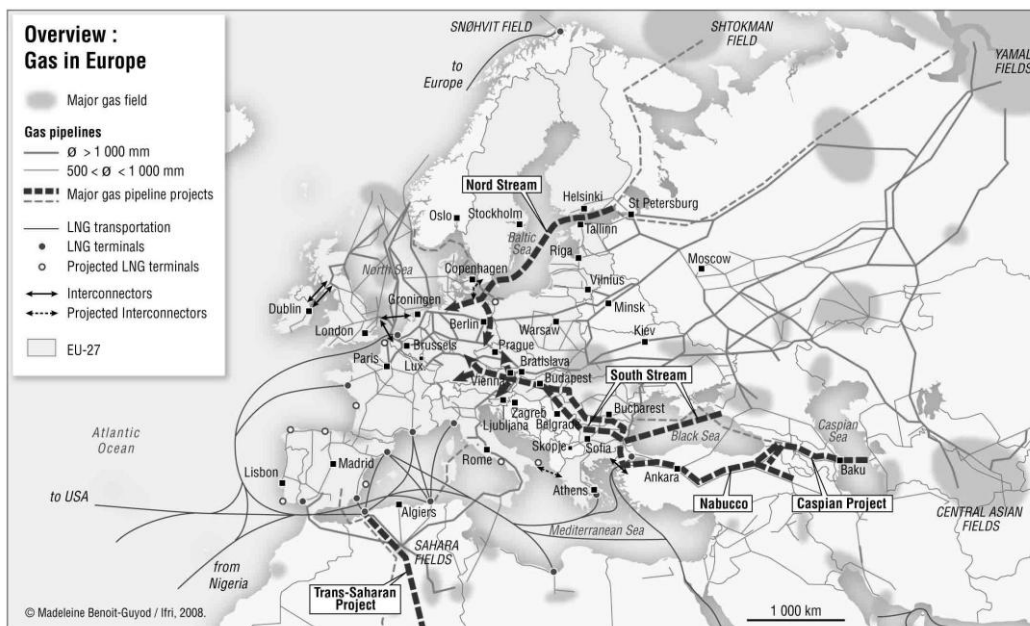 Overview :
Gas in Europe
Major gas field
Gas pipelines
Ø > 1 000 mm
500 < Ø < 1 000 mm
Major gas pipeline projects
LNG transportation
LNG terminals
Projected LNG terminals
Interconnectors
Projected Interconnectors
EU-27
SNØHVIT FIELD
to
Europe
SHTOKMAN
FIELD
YAMAL
FIELDS
Nord Stream
Helsinki
St Petersburg
Oslo
Stockholm
Tallinn
Baltic
Sea
Riga
Moscow
North Sea
Copenhagen
Vilnius
Minsk
Dublin
Groningen
London
Berlin
Warsaw
Kiev
Brussels
Prague
Paris
Lux.
Bratislava
Vienna
Budapest
South Stream
Ljubljana
Zagreb
Belgrad
Bucharest
Black Sea
Caspian
Sea
Atlantic
Ocean
Skopje
Sofia
Madrid
Rome
Ankara
Baku
Lisbon
Athens
Nabucco
Caspian Project
to USA
Algiers
Mediterranean Sea
CENTRAL ASIAN
FIELDS
SAHARA
FIELDS
from
Nigeria
Trans-Saharan
Project
© Madeleine Benoit-Guyod / Ifri, 2008.
1 000 km